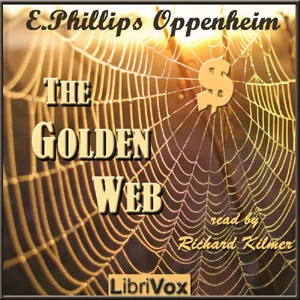 E.Phillips Oppenheim
$
THE
GOLDEN
WEB
read by
Richard Kilmer
LibriVox